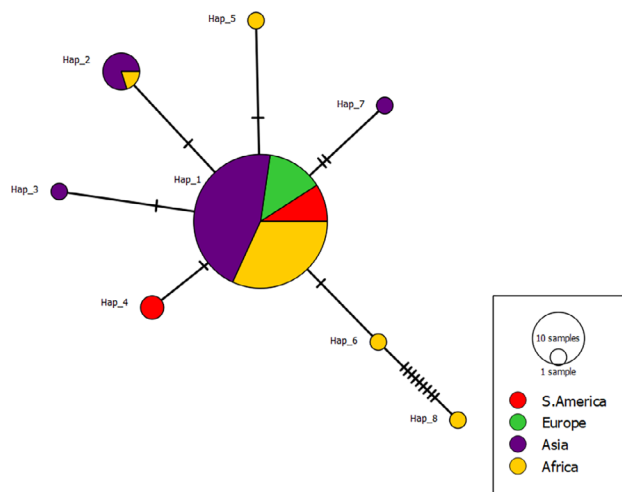 Hap_5
Hap_2
Hap_7
Hap_1
Hap_3
Hap_4
Hap_6
Hap_8
10 samples
1 sample
S.America
Europe
Asia
Africa